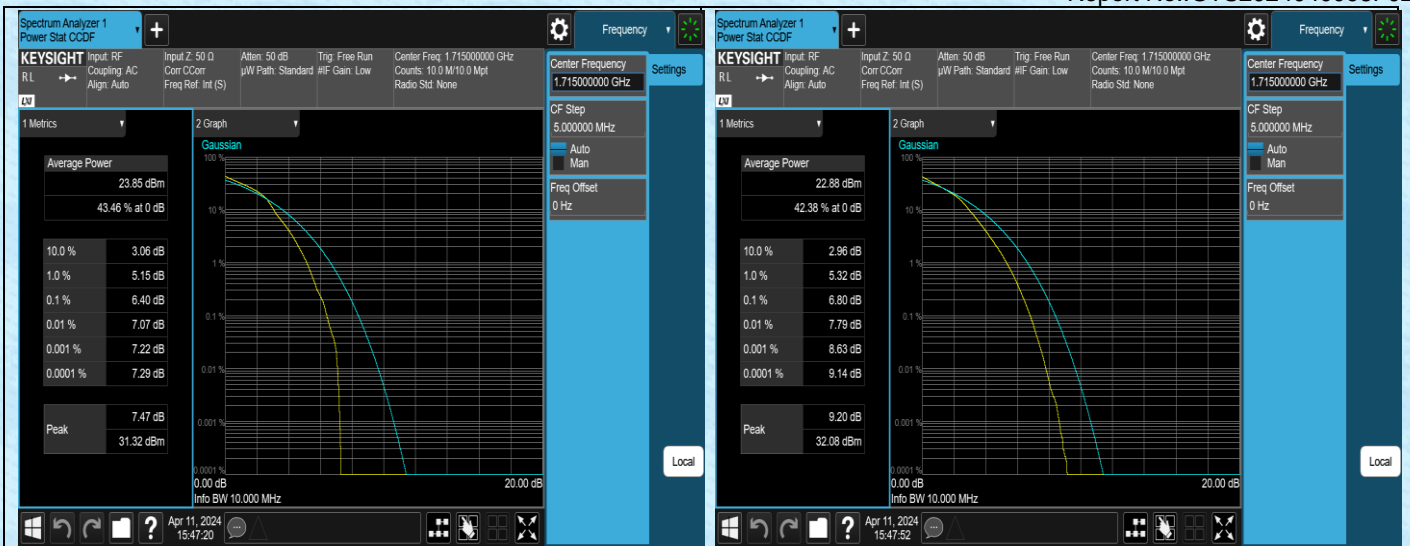 Spectrum Analyzer 1
Power Stat CCDF
Frequency
KEYSIGHT
RL
LXI
Input: RF
Coupling: AC
Align: Auto
Input Z: 50 Ω
Corr CCorr
Freq Ref: Int (S)
Atten: 50 dB
µW Path: Standard
Trig: Free Run
#IF Gain: Low
Center Freq: 1.715000000 GHz
Counts: 10.0 M/10.0 Mpt
Radio Std: None
Center Frequency
1.715000000 GHz
Settings
CF Step
5.000000 MHz
Auto
Man
Freq Offset
0 Hz
Local
1 Metrics
2 Graph
Average Power
23.85 dBm
43.46 % at 0 dB
10.0 % 3.06 dB
1.0 % 5.15 dB
0.1 % 6.40 dB
0.01 % 7.07 dB
0.001 % 7.22 dB
0.0001 % 7.29 dB
Peak
7.47 dB
31.32 dBm
Gaussian
100 %
10 %
1 %
0.1 %
0.01 %
0.001 %
0.0001 %
0.00 dB 20.00 dB
Info BW 10.000 MHz
Apr 11, 2024
15:47:20
Spectrum Analyzer 1
Power Stat CCDF
Frequency
KEYSIGHT
RL
LXI
Input: RF
Coupling: AC
Align: Auto
Input Z: 50 Ω
Corr CCorr
Freq Ref: Int (S)
Atten: 50 dB
µW Path: Standard
Trig: Free Run
#IF Gain: Low
Center Freq: 1.715000000 GHz
Counts: 10.0 M/10.0 Mpt
Radio Std: None
Center Frequency
1.715000000 GHz
Settings
CF Step
5.000000 MHz
Auto
Man
Freq Offset
0 Hz
Local
1 Metrics
2 Graph
Average Power
22.88 dBm
42.38 % at 0 dB
10.0 % 2.96 dB
1.0 % 5.32 dB
0.1 % 6.80 dB
0.01 % 7.79 dB
0.001 % 8.63 dB
0.0001 % 9.14 dB
Peak
9.20 dB
32.08 dBm
Gaussian
100 %
10 %
1 %
0.1 %
0.01 %
0.001 %
0.0001 %
0.00 dB 20.00 dB
Info BW 10.000 MHz
Apr 11, 2024
15:47:52